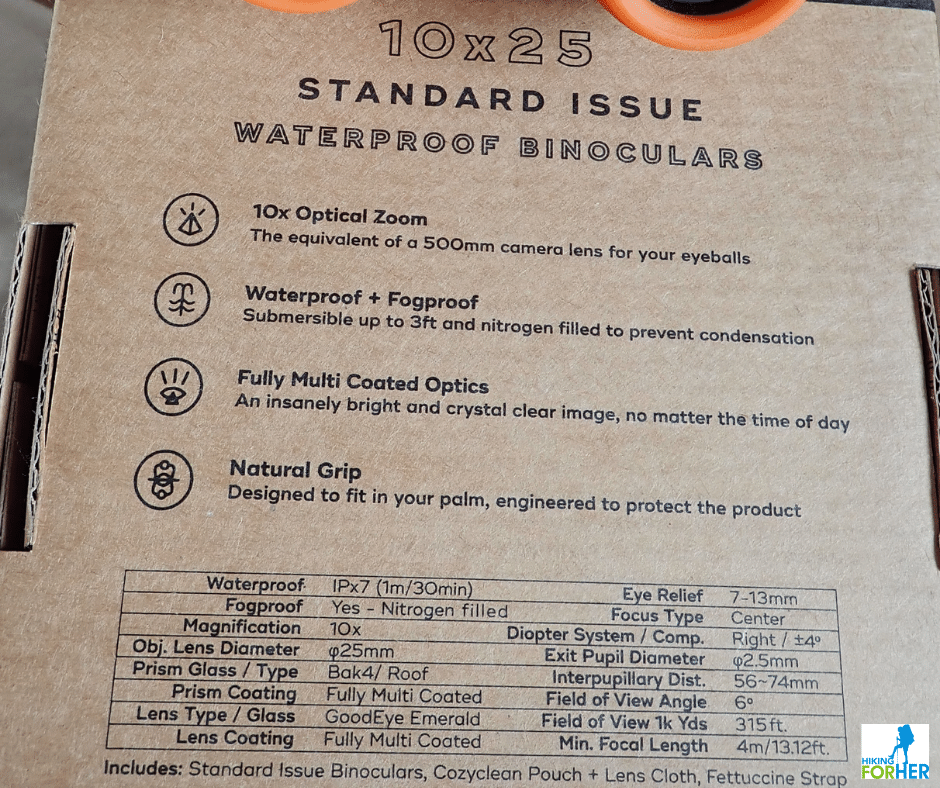 10x25
STANDARD ISSUE
WATERPROOF BINOCULARS
10x Optical Zoom
The equivalent of a 500mm camera lens for your eyeballs
Waterproof + Fogproof
Submersible up to 3ft and nitrogen filled to prevent condensation
Fully Multi Coated Optics
An insanely bright and crystal clear image, no matter the time of day
Natural Grip
Designed to fit in your palm, engineered to protect the product
Waterproof IPx7 (1m/30min) Eye Relief 7-13mm
Fogproof Yes - Nitrogen filled Focus Type Center
Magnification 10x Diopter System / Comp. Right / ±4°
Obj. Lens Diameter φ25mm Exit Pupil Diameter φ2.5mm
Prism Glass / Type Bak4/ Roof Interpupillary Dist. 56~74mm
Prism Coating Fully Multi Coated Field of View Angle 6°
Lens Type / Glass GoodEye Emerald Field of View 1k Yds 315ft.
Lens Coating Fully Multi Coated Min. Focal Length 4m/13.12ft.
Includes: Standard Issue Binoculars, Cozyclean Pouch + Lens Cloth, Fettuccine Strap
HIKING
FORHER